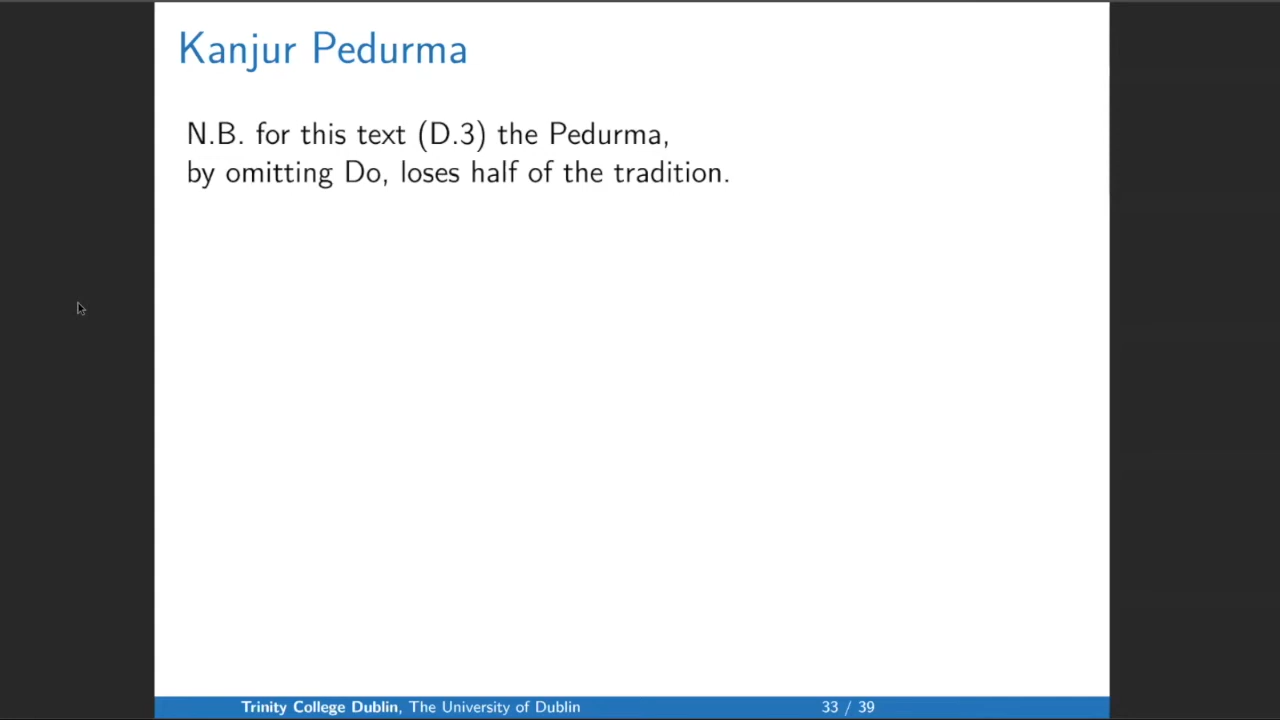 Kanjur Pedurma
N.B. for this text (D.3) the Pedurma,
by omitting Do, loses half of the tradition.
Trinity College Dublin, The University of Dublin 33 / 39